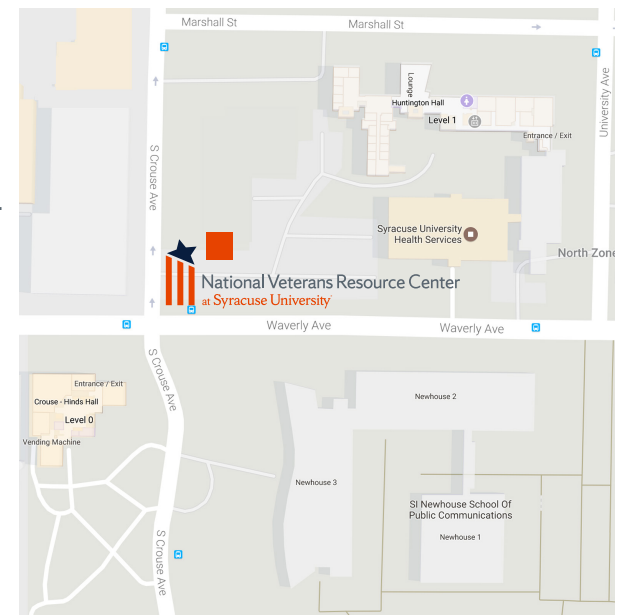 Marshall St
Marshall St
University Ave
Lounge
Huntington Hall
Level 1
Entrance / Exit
S Crouse Ave
Syracuse University
Health Services
North Zone
National Veterans Resource Center
at Syracuse University
Waverly Ave
Waverly Ave
S Crouse Ave
Entrance / Exit
Crouse - Hinds Hall
Level 0
Vending Machine
Newhouse 2
Newhouse 3
SI Newhouse School Of
Public Communications
Newhouse 1
S Crouse Ave